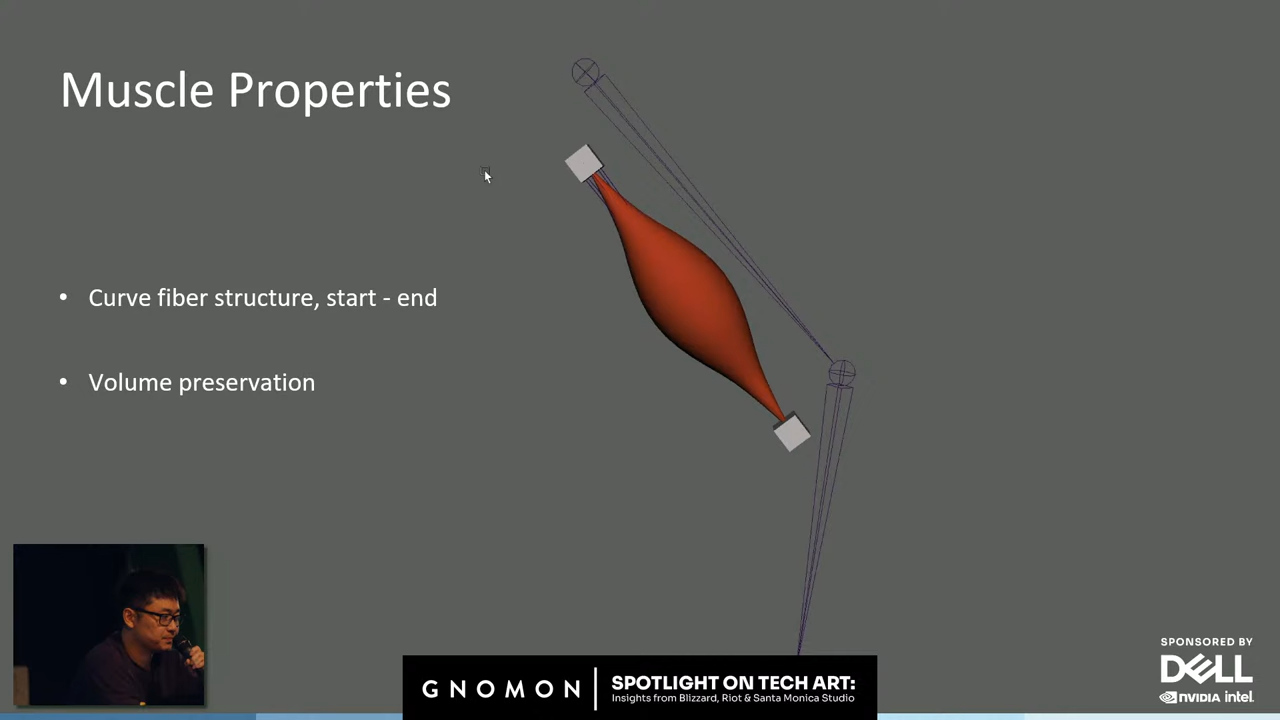 Muscle Properties
• Curve fiber structure, start - end
• Volume preservation
GNOMON
SPOTLIGHT ON TECH ART:
Insights from Blizzard, Riot & Santa Monica Studio
SPONSORED BY
DELL
NVIDIA intel.